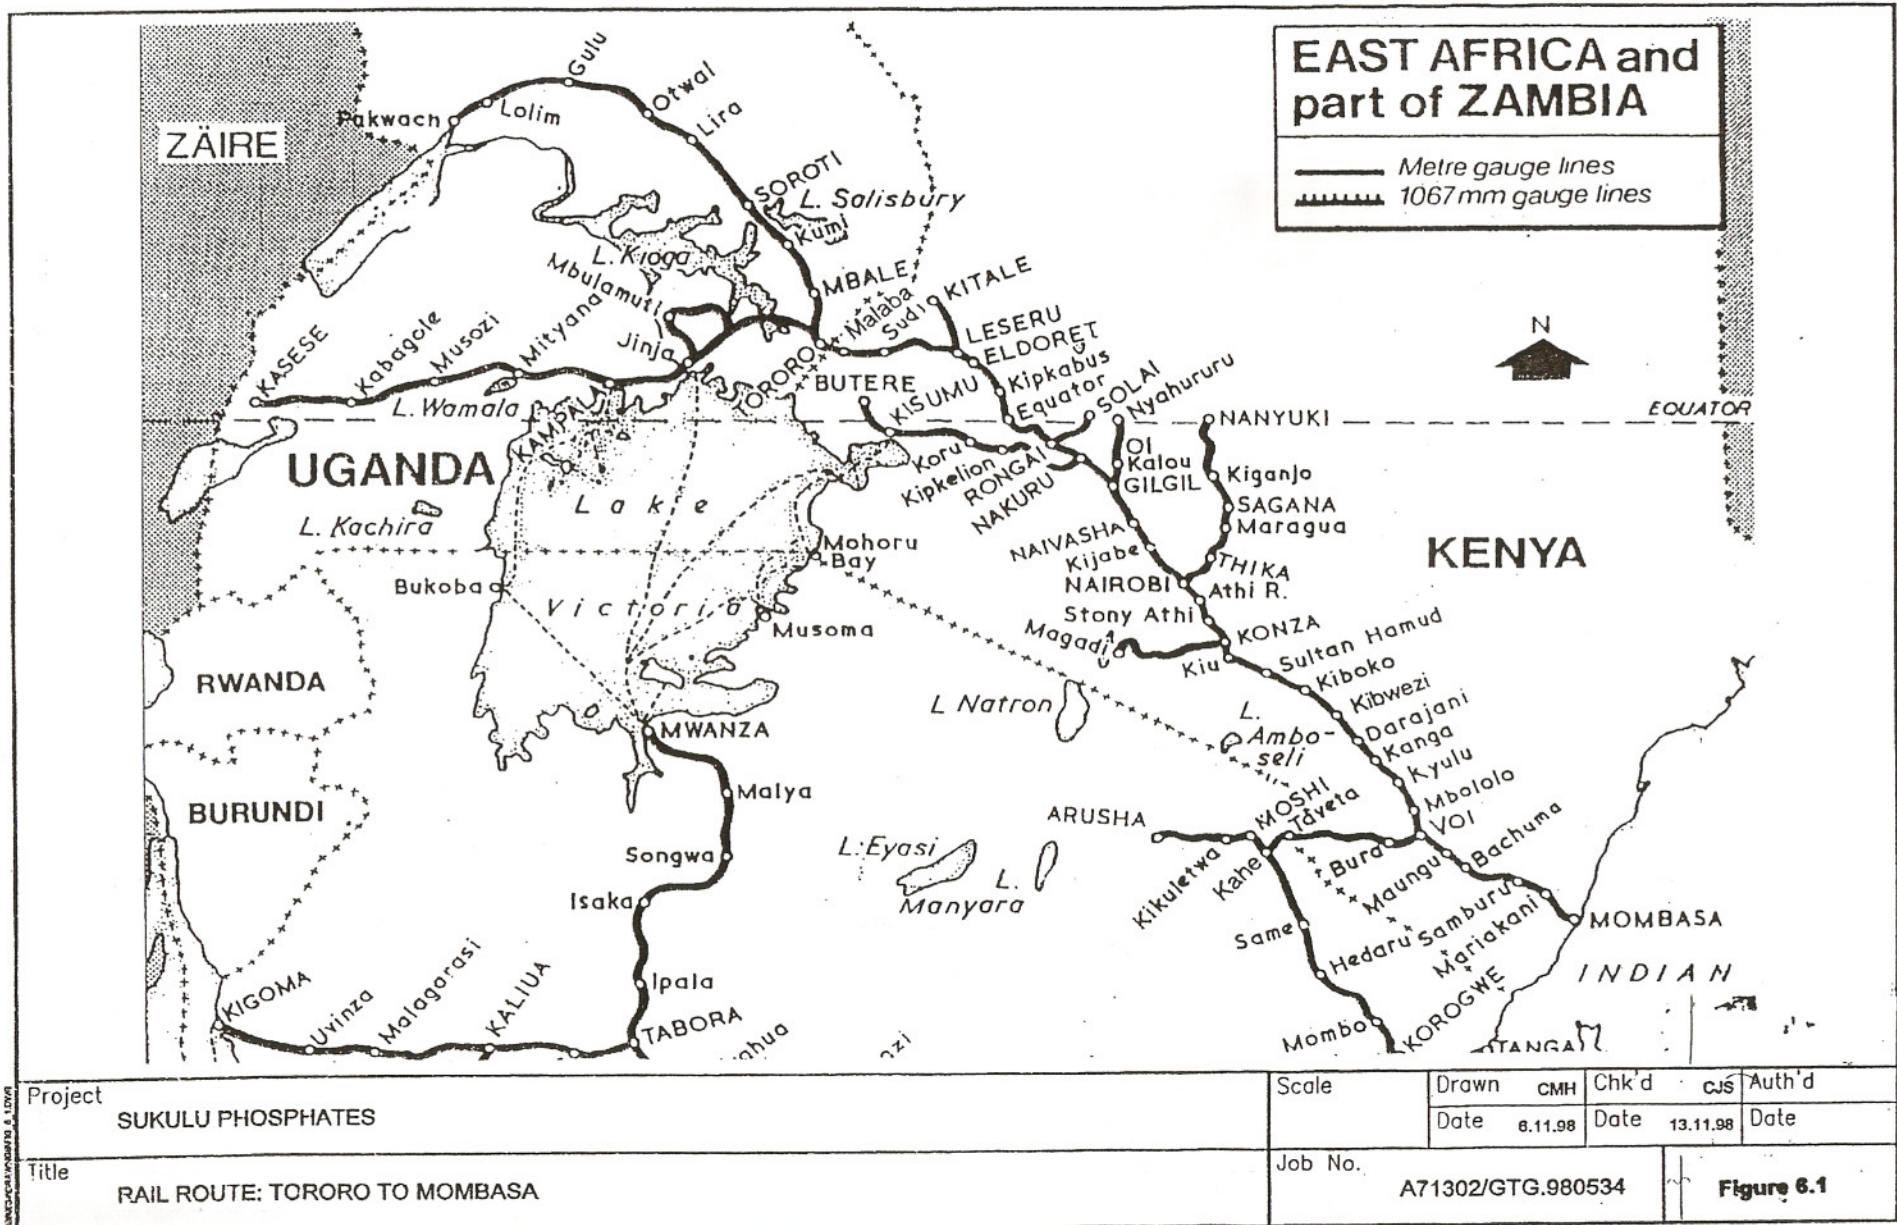 EAST AFRICA and
part of ZAMBIA
Metre gauge lines
1067mm gauge lines
ZÄIRE
Pakwach
Lolim
Gulu
Otwal
Lira
SOROTI
L. Salisbury
Kumi
L. Kioga
MBALE
Mbulamuti
Jinja
Mityana
Musozi
Kabagole
KASESE
L. Wamala
KAMPALA
TORORO
Malaba
Sudi
KITALE
LESERU
ELDORET
Kipkabus
Equator
SOLAI
Nyahururu
NANYUKI
N
EQUATOR
BUTERE
KISUMU
Koru
Kipkelion
RONGAI
NAKURU
OI
Kalou
GILGIL
Kiganjo
SAGANA
Maragua
THIKA
NAIVASHA
Kijabe
NAIROBI
Athi R.
Stony Athi
Magadi
KONZA
Kiu
Sultan Hamud
Kiboko
Kibwezi
Darajani
Kanga
Kyulu
Mbololo
VOI
Bachuma
Maungu
Samburu
Mariakani
MOMBASA
UGANDA
KENYA
L. Kachira
Lake
Victoria
Mohoru
Bay
Bukoba
Musoma
RWANDA
BURUNDI
MWANZA
L Natron
L.
Ambo-
seli
Malya
Songwa
Isaka
Ipala
TABORA
KIGOMA
Uvinza
Malagarasi
KALIUA
L. Eyasi
L.
Manyara
ARUSHA
MOSHI
Taveta
Bura
Kikuletwa
Kahe
Same
Hedaru
Mombo
KOROGWE
TANGA
INDIAN
Project
SUKULU PHOSPHATES
Title
RAIL ROUTE: TORORO TO MOMBASA
Scale
Drawn CMH
Chk'd CJS
Auth'd
Date 6.11.98
Date 13.11.98
Date
Job No.
A71302/GTG.980534
Figure 6.1